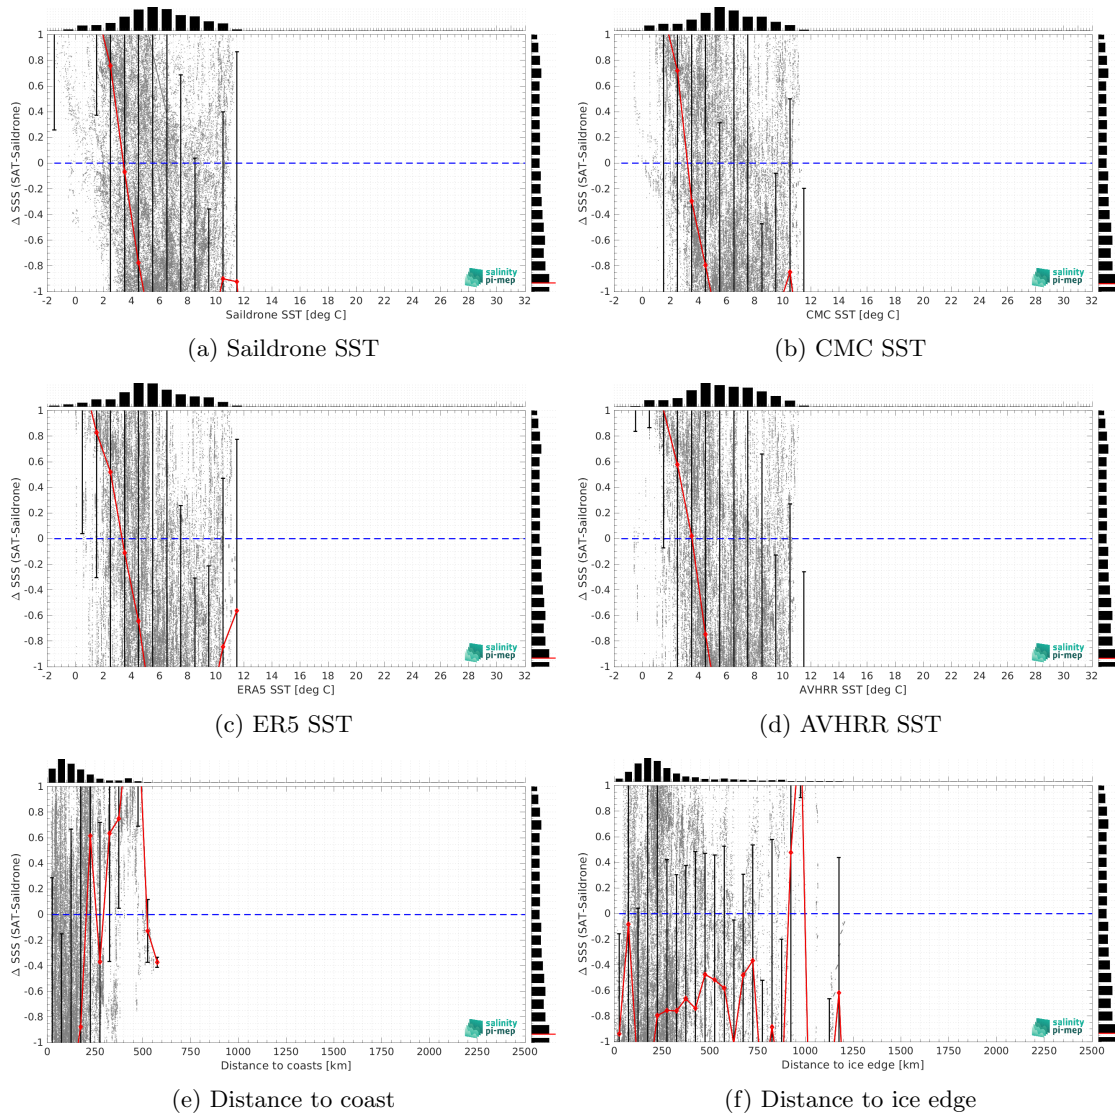 1
0.8
0.6
0.4
0.2
0
-0.2
-0.4
-0.6
-0.8
-1
Δ SSS (SAT-Saildrone)
-2 0 2 4 6 8 10 12 14 16 18 20 22 24 26 28 30 32
Saildrone SST [deg C]
salinity
pi-mep
(a) Saildrone SST
1
0.8
0.6
0.4
0.2
0
-0.2
-0.4
-0.6
-0.8
-1
Δ SSS (SAT-Saildrone)
-2 0 2 4 6 8 10 12 14 16 18 20 22 24 26 28 30 32
CMC SST [deg C]
salinity
pi-mep
(b) CMC SST
1
0.8
0.6
0.4
0.2
0
-0.2
-0.4
-0.6
-0.8
-1
Δ SSS (SAT-Saildrone)
-2 0 2 4 6 8 10 12 14 16 18 20 22 24 26 28 30 32
ERA5 SST [deg C]
salinity
pi-mep
(c) ER5 SST
1
0.8
0.6
0.4
0.2
0
-0.2
-0.4
-0.6
-0.8
-1
Δ SSS (SAT-Saildrone)
-2 0 2 4 6 8 10 12 14 16 18 20 22 24 26 28 30 32
AVHRR SST [deg C]
salinity
pi-mep
(d) AVHRR SST
1
0.8
0.6
0.4
0.2
0
-0.2
-0.4
-0.6
-0.8
-1
Δ SSS (SAT-Saildrone)
0 250 500 750 1000 1250 1500 1750 2000 2250 2500
Distance to coasts [km]
salinity
pi-mep
(e) Distance to coast
1
0.8
0.6
0.4
0.2
0
-0.2
-0.4
-0.6
-0.8
-1
Δ SSS (SAT-Saildrone)
0 250 500 750 1000 1250 1500 1750 2000 2250 2500
Distance to ice edge [km]
salinity
pi-mep
(f) Distance to ice edge